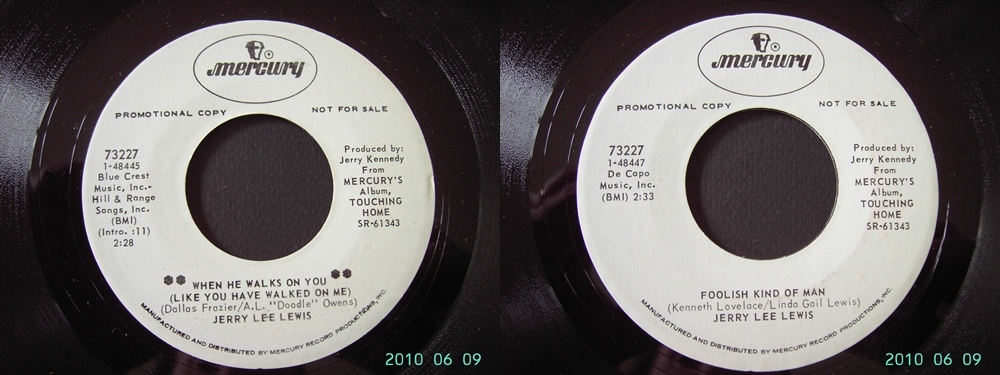 mercury
PROMOTIONAL COPY
NOT FOR SALE
73227
1-48445
Blue Crest
Music, Inc.-
Hill & Range
Songs, Inc.
(BMI)
(Intro. :11)
2:28
Produced by:
Jerry Kennedy
From
MERCURY'S
Album,
TOUCHING
HOME
SR-61343
WHEN HE WALKS ON YOU
(LIKE YOU HAVE WALKED ON ME)
(Dallas Frazier/A.L. "Doodle" Owens)
JERRY LEE LEWIS
MANUFACTURED AND DISTRIBUTED BY MERCURY RECORD PRODUCTIONS, INC.
2010 06 09
mercury
PROMOTIONAL COPY
NOT FOR SALE
73227
1-48447
De Capo
Music, Inc.
(BMI) 2:33
Produced by:
Jerry Kennedy
From
MERCURY'S
Album,
TOUCHING
HOME
SR-61343
FOOLISH KIND OF MAN
(Kenneth Lovelace/Linda Gail Lewis)
JERRY LEE LEWIS
MANUFACTURED AND DISTRIBUTED BY MERCURY RECORD PRODUCTIONS, INC.
2010 06 09